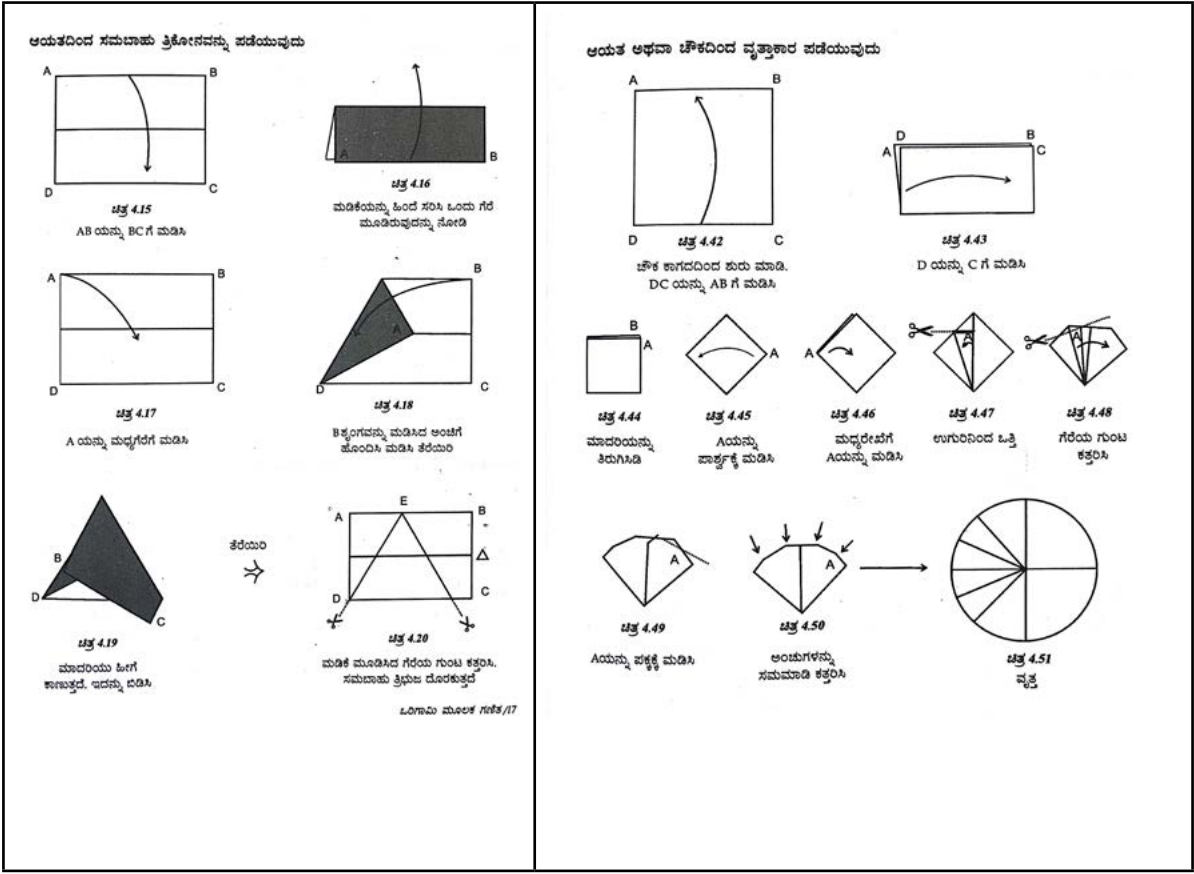 ಆಯತದಿಂದ ಸಮಬಾಹು ತ್ರಿಕೋನವನ್ನು ಪಡೆಯುವುದು
A B
D C
ಚಿತ್ರ 4.15
AB ಯನ್ನು BC ಗೆ ಮಡಿಸಿ
A B
ಚಿತ್ರ 4.16
ಮಡಿಕೆಯನ್ನು ಹಿಂದೆ ಸರಿಸಿ ಒಂದು ಗೆರೆ
ಮೂಡಿರುವುದನ್ನು ನೋಡಿ
A B
D C
ಚಿತ್ರ 4.17
A ಯನ್ನು ಮಧ್ಯಗೆರೆಗೆ ಮಡಿಸಿ
B
A
D C
ಚಿತ್ರ 4.18
Bಶೃಂಗವನ್ನು ಮಡಿಸಿದ ಅಂಚಿಗೆ
ಹೊಂದಿಸಿ ಮಡಿಸಿ ತೆರೆಯಿರಿ
B
D
C
ಚಿತ್ರ 4.19
ಮಾದರಿಯು ಹೀಗೆ
ಕಾಣುತ್ತದೆ. ಇದನ್ನು ಬಿಡಿಸಿ
ತೆರೆಯಿರಿ
E
A B
D C
ಚಿತ್ರ 4.20
ಮಡಿಕೆ ಮೂಡಿಸಿದ ಗೆರೆಯ ಗುಂಟ ಕತ್ತರಿಸಿ.
ಸಮಬಾಹು ತ್ರಿಭುಜ ದೊರಕುತ್ತದೆ
ಒರಿಗಾಮಿ ಮೂಲಕ ಗಣಿತ/17
ಆಯತ ಅಥವಾ ಚೌಕದಿಂದ ವೃತ್ತಾಕಾರ ಪಡೆಯುವುದು
A B
D C
ಚಿತ್ರ 4.42
ಚೌಕ ಕಾಗದದಿಂದ ಶುರು ಮಾಡಿ.
DC ಯನ್ನು AB ಗೆ ಮಡಿಸಿ
D B
A C
ಚಿತ್ರ 4.43
D ಯನ್ನು C ಗೆ ಮಡಿಸಿ
B
A
ಚಿತ್ರ 4.44
ಮಾದರಿಯನ್ನು
ತಿರುಗಿಸಿಡಿ
A
ಚಿತ್ರ 4.45
Aಯನ್ನು
ಪಾರ್ಶ್ವಕ್ಕೆ ಮಡಿಸಿ
A
ಚಿತ್ರ 4.46
ಮಧ್ಯರೇಖೆಗೆ
Aಯನ್ನು ಮಡಿಸಿ
A
ಚಿತ್ರ 4.47
ಉಗುರಿನಿಂದ ಒತ್ತಿ
A
ಚಿತ್ರ 4.48
ಗೆರೆಯ ಗುಂಟ
ಕತ್ತರಿಸಿ
A
ಚಿತ್ರ 4.49
Aಯನ್ನು ಪಕ್ಕಕ್ಕೆ ಮಡಿಸಿ
A
ಚಿತ್ರ 4.50
ಅಂಚುಗಳನ್ನು
ಸಮಮಾಡಿ ಕತ್ತರಿಸಿ
ಚಿತ್ರ 4.51
ವೃತ್ತ